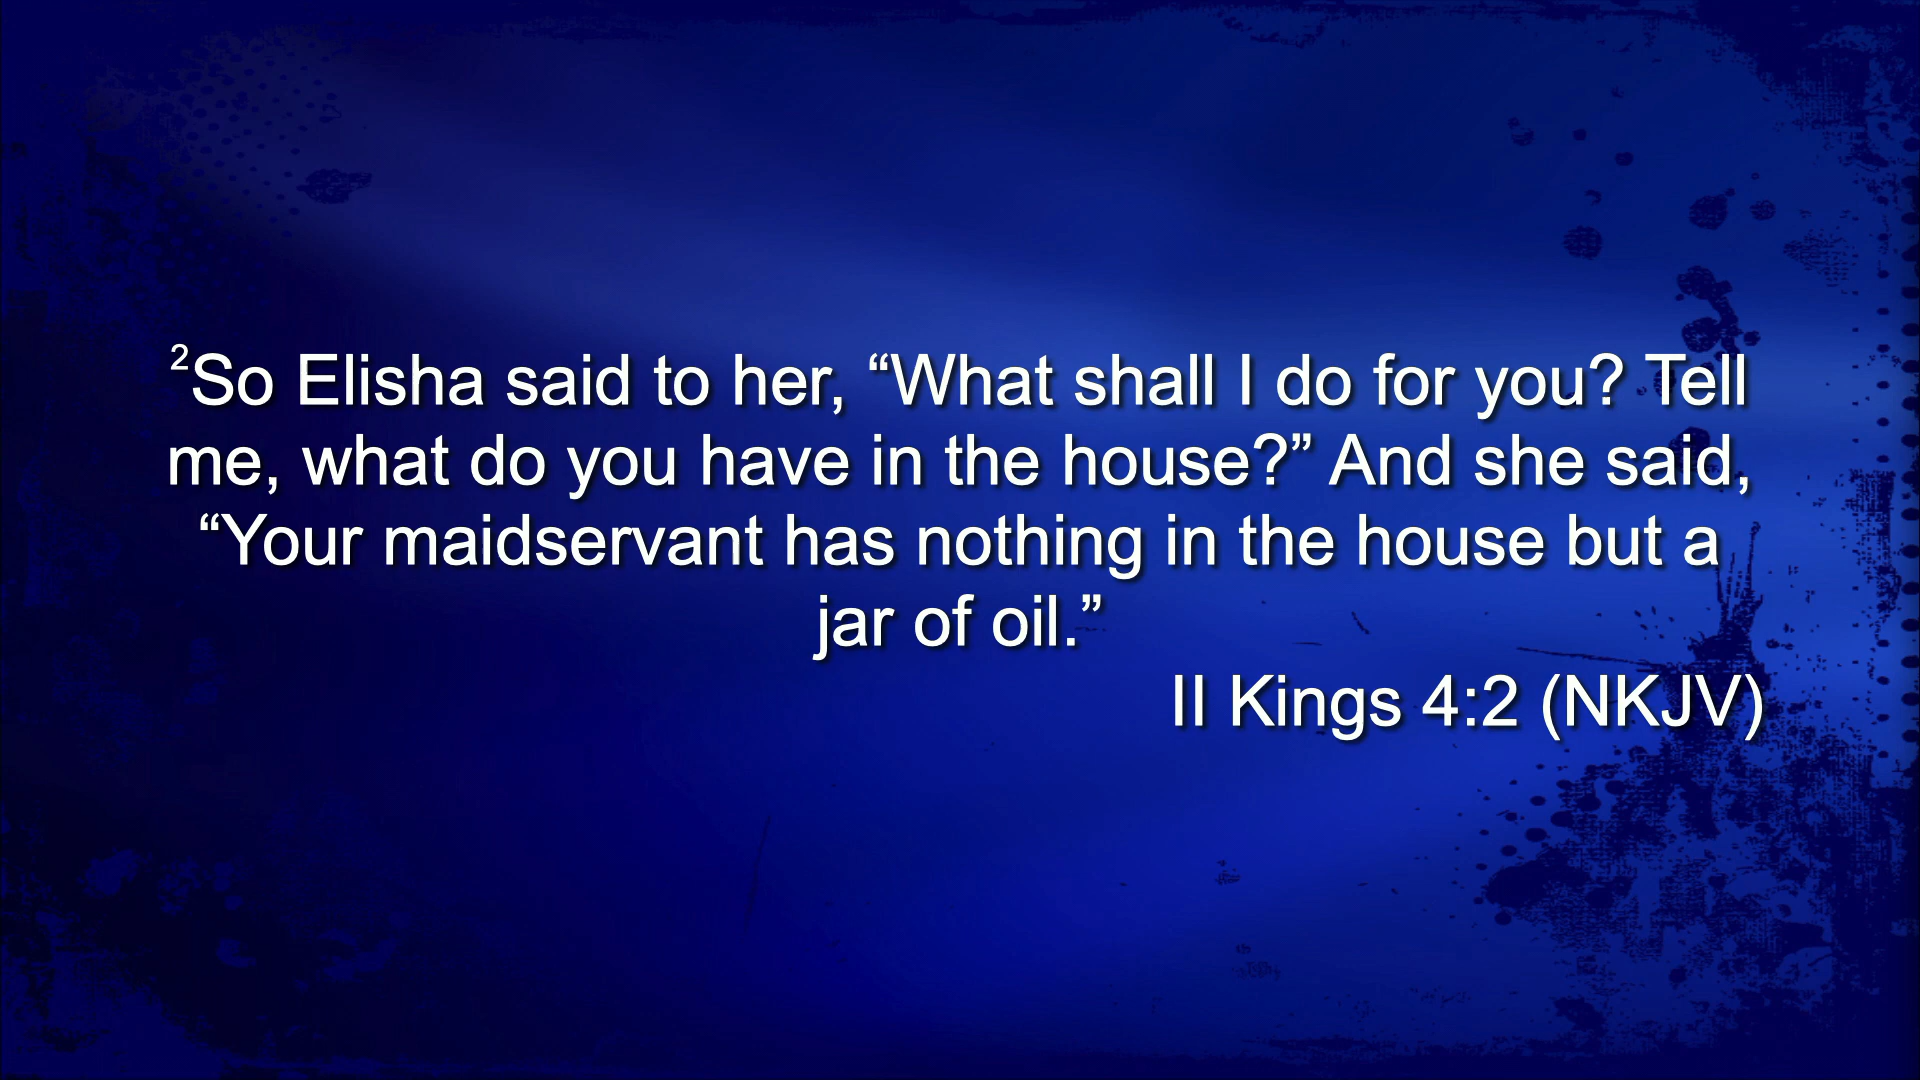 ²So Elisha said to her, “What shall I do for you? Tell
me, what do you have in the house?” And she said,
“Your maidservant has nothing in the house but a
jar of oil.”
II Kings 4:2 (NKJV)